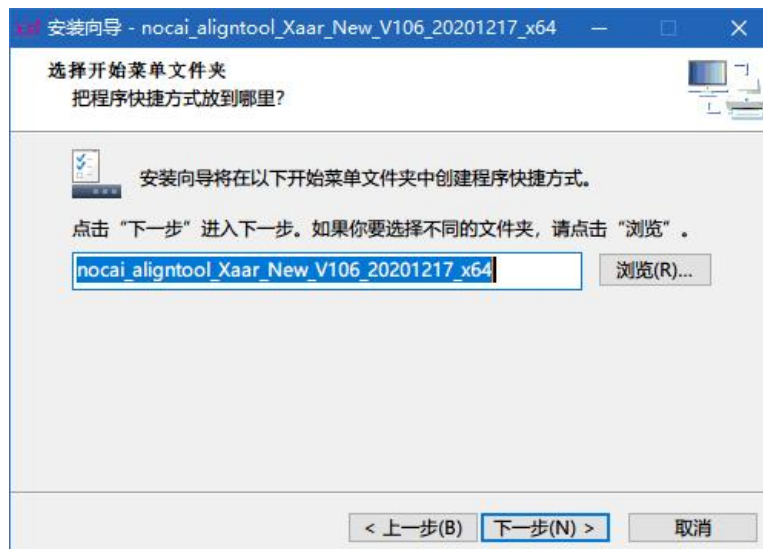 安装向导 - nocai_aligntool_Xaar_New_V106_20201217_x64
选择开始菜单文件夹
把程序快捷方式放到哪里?
安装向导将在以下开始菜单文件夹中创建程序快捷方式。
点击“下一步”进入下一步。如果你要选择不同的文件夹，请点击“浏览”。
nocai_aligntool_Xaar_New_V106_20201217_x64
浏览(R)...
< 上一步(B)
下一步(N) >
取消